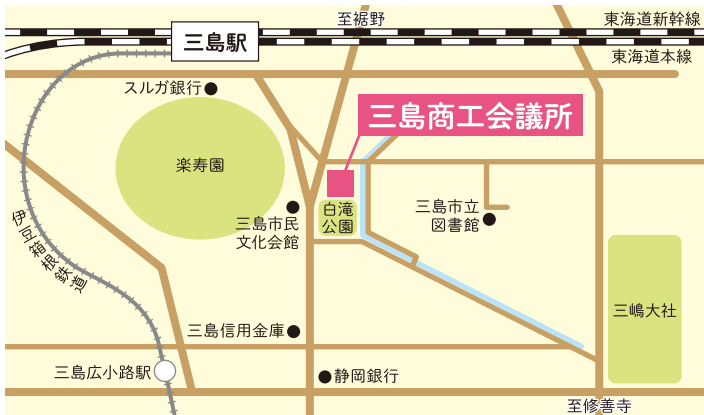 至裾野
東海道新幹線
三島駅
東海道本線
スルガ銀行
三島商工会議所
楽寿園
白滝
公園
三島市立
図書館
三島市民
文化会館
伊豆箱根鉄道
三嶋大社
三島信用金庫
三島広小路駅
静岡銀行
至修善寺